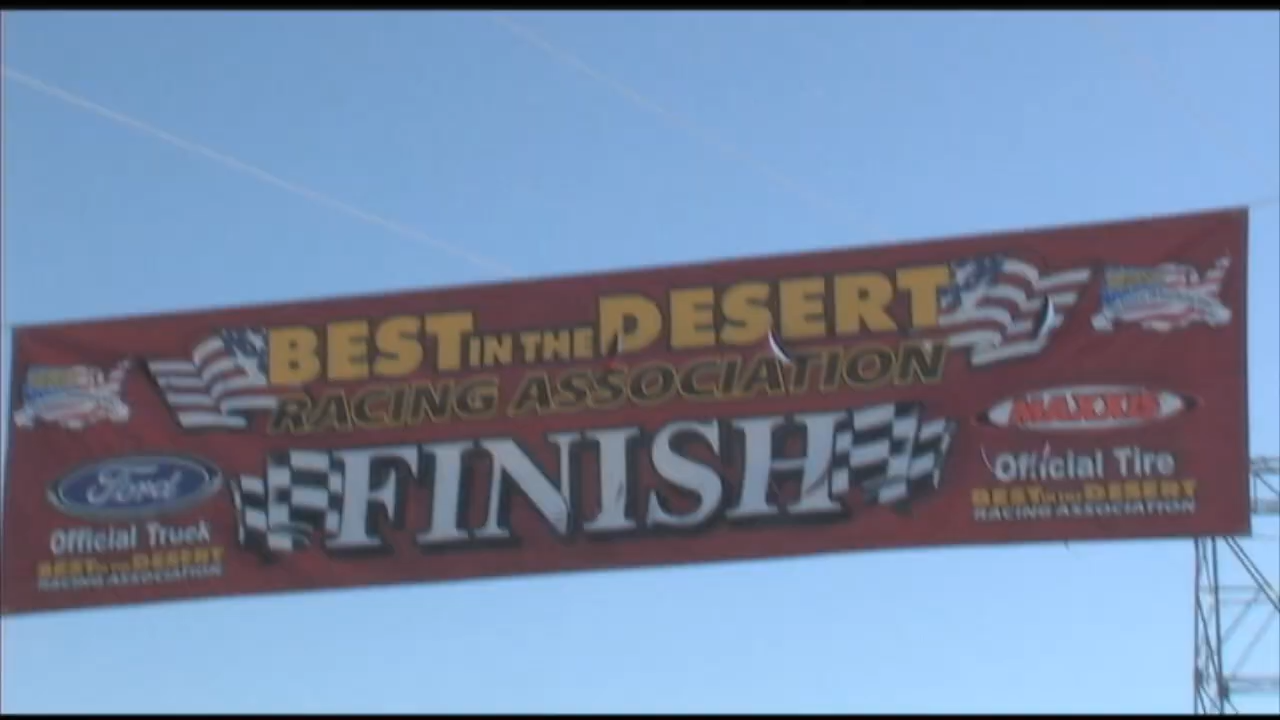 BEST IN THE DESERT
RACING ASSOCIATION
FINISH
Ford
Official Truck
BEST IN THE DESERT
RACING ASSOCIATION
MAXXIS
Official Tire
BEST IN THE DESERT
RACING ASSOCIATION